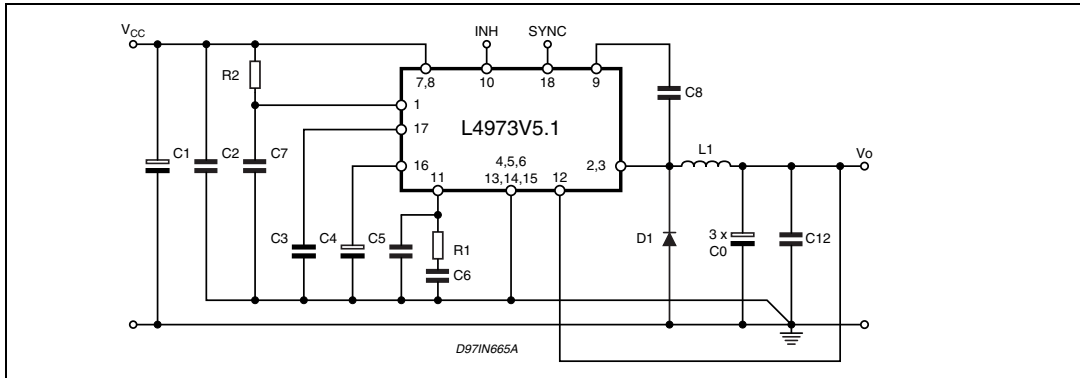 VCC
INH
SYNC
R2
7,8
10
18
9
C8
1
17
L4973V5.1
C1
C2
C7
16
4,5,6
13,14,15
2,3
L1
Vo
11
12
C3
C4
C5
R1
C6
D1
3 x
C0
C12
D97IN665A